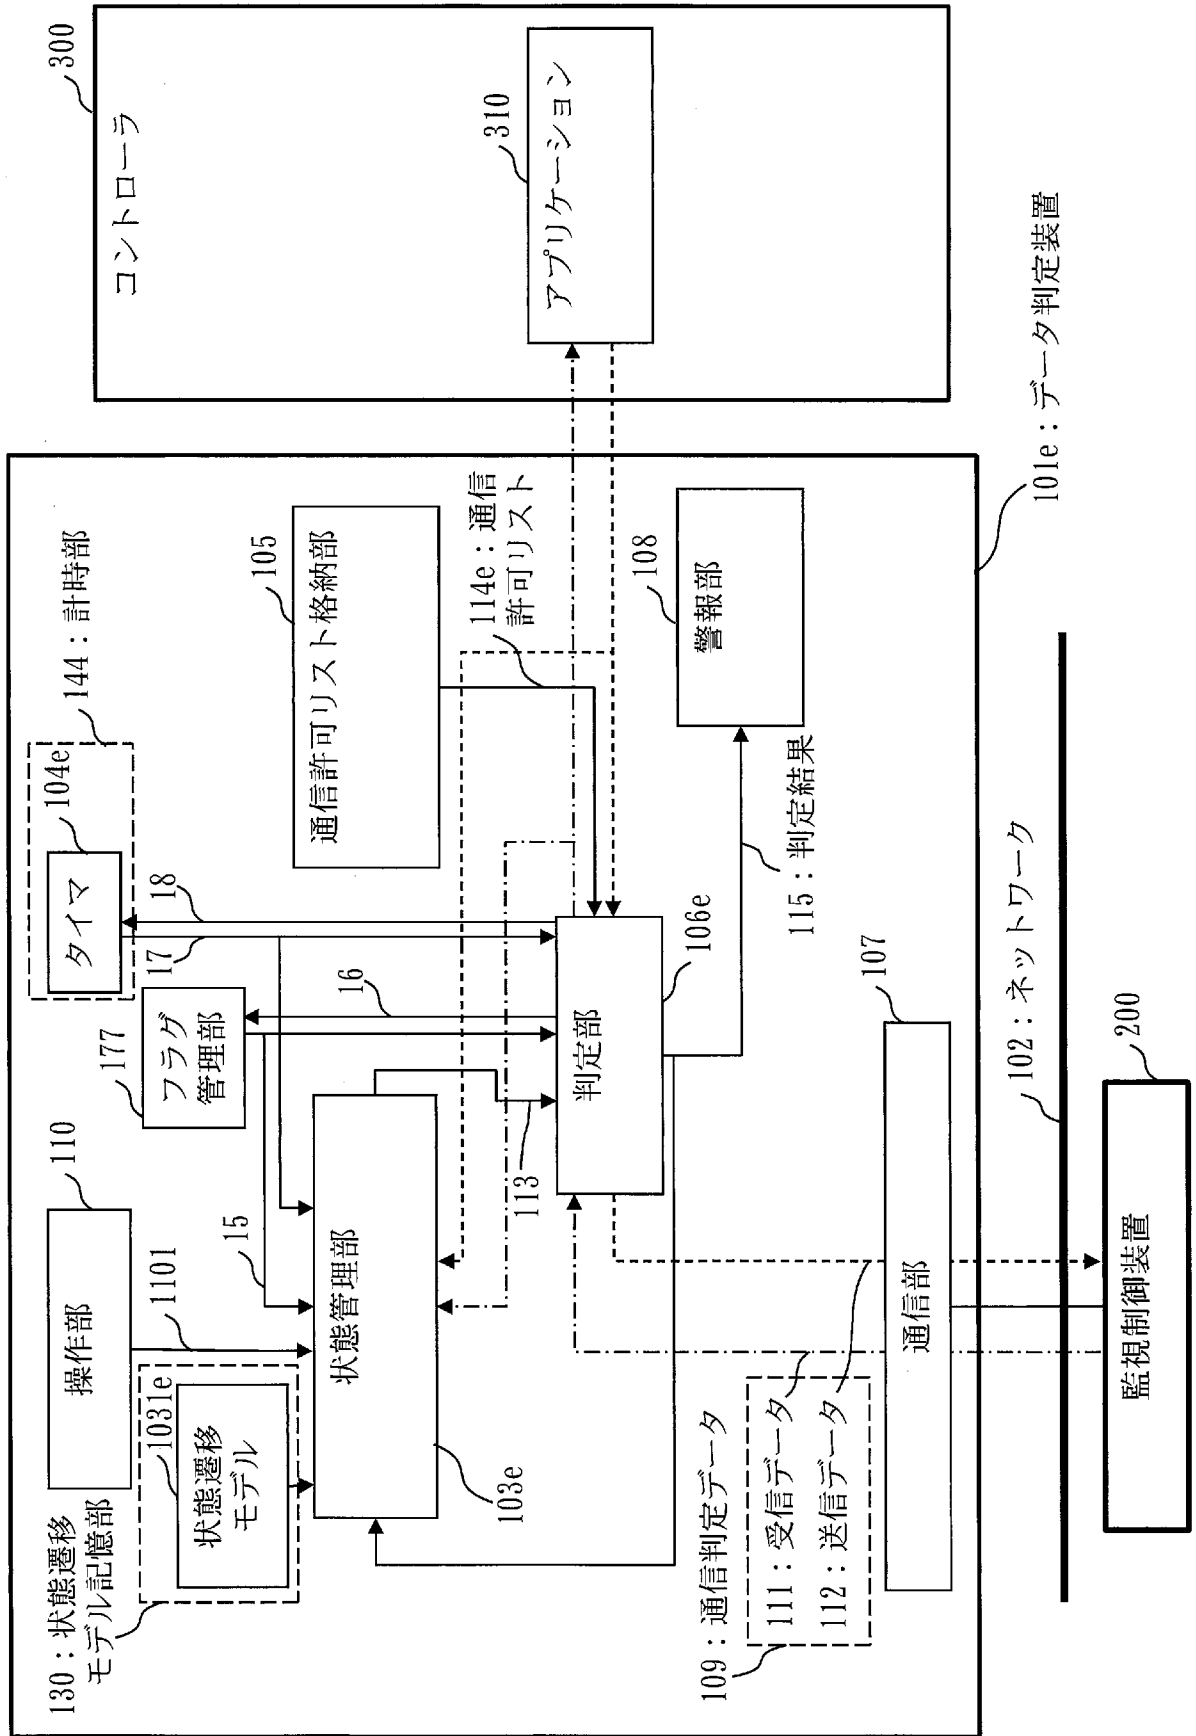 130：状態遷移
モデル記憶部
1031e
状態遷移
モデル
操作部
110
1101
15
フラグ
管理部
177
144：計時部
タイマ
104e
17
18
16
状態管理部
103e
113
通信許可リスト格納部
105
114e：通信
許可リスト
判定部
106e
警報部
108
115：判定結果
109：通信判定データ
111：受信データ
112：送信データ
通信部
107
101e：データ判定装置
102：ネットワーク
監視制御装置
200
コントローラ
300
アプリケーション
310